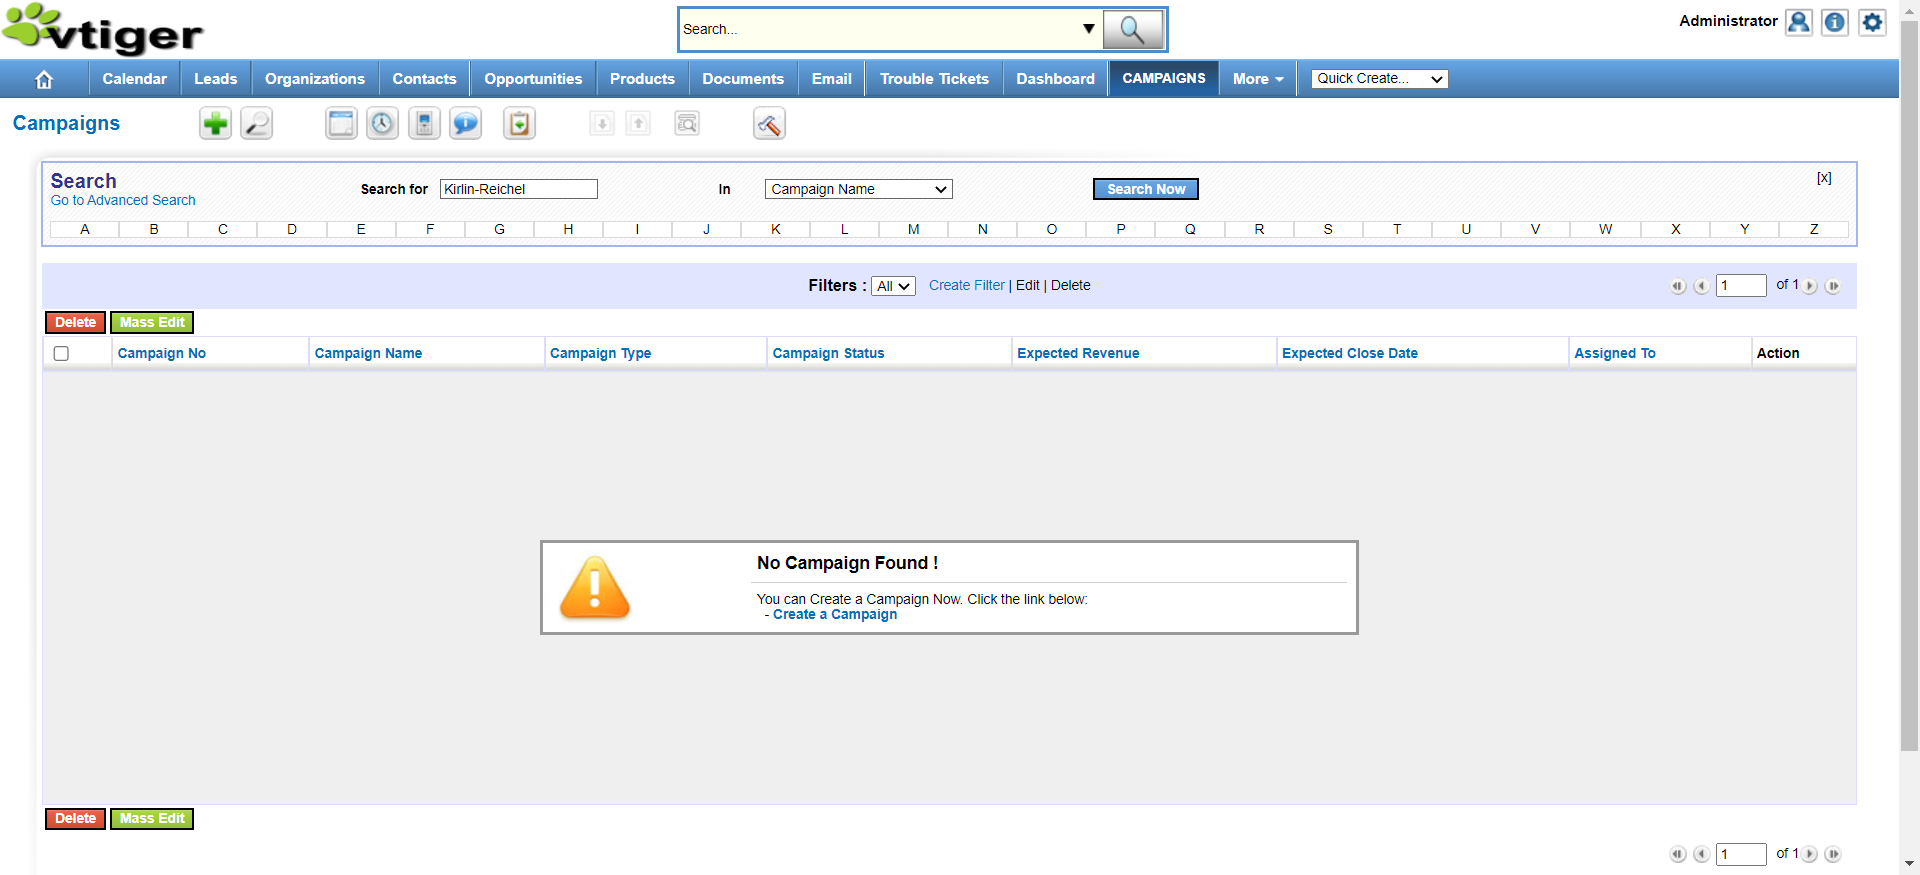 vtiger
Search...
Administrator
Calendar
Leads
Organizations
Contacts
Opportunities
Products
Documents
Email
Trouble Tickets
Dashboard
CAMPAIGNS
More
Quick Create...
Campaigns
Search
Go to Advanced Search
Search for
Kirlin-Reichel
In
Campaign Name
Search Now
[x]
A B C D E F G H I J K L M N O P Q R S T U V W X Y Z
Filters : All Create Filter | Edit | Delete
1 of 1
Delete
Mass Edit
Campaign No
Campaign Name
Campaign Type
Campaign Status
Expected Revenue
Expected Close Date
Assigned To
Action
No Campaign Found !
You can Create a Campaign Now. Click the link below:
- Create a Campaign
Delete
Mass Edit
1 of 1